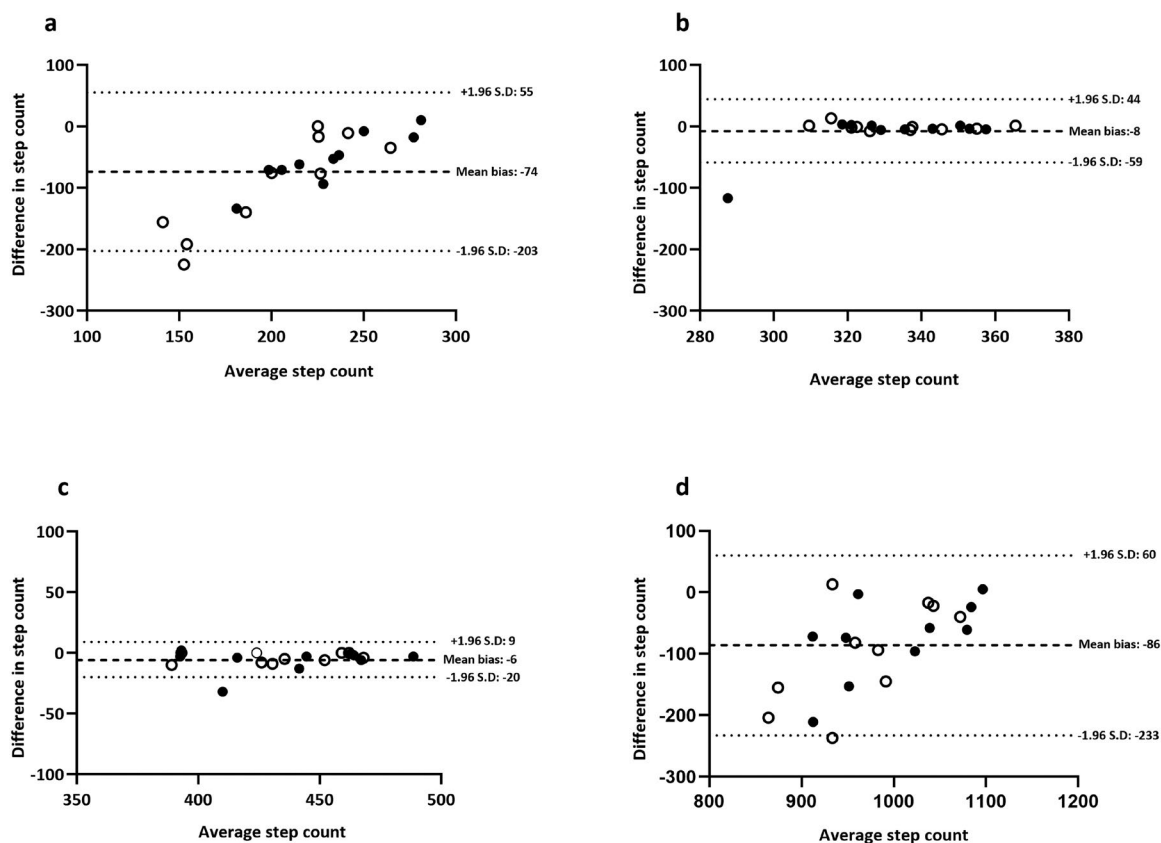 a
100
0
-100
-200
-300
100
150
200
250
300
Difference in step count
Average step count
+1.96 S.D: 55
Mean bias: -74
-1.96 S.D: -203
b
100
0
-100
-200
-300
280
300
320
340
360
380
Difference in step count
Average step count
+1.96 S.D: 44
Mean bias:-8
-1.96 S.D: -59
c
100
50
0
-50
-100
350
400
450
500
Difference in step count
Average step count
+1.96 S.D: 9
Mean bias: -6
-1.96 S.D: -20
d
100
0
-100
-200
-300
800
900
1000
1100
1200
Difference in step count
Average step count
+1.96 S.D: 60
Mean bias: -86
-1.96 S.D: -233